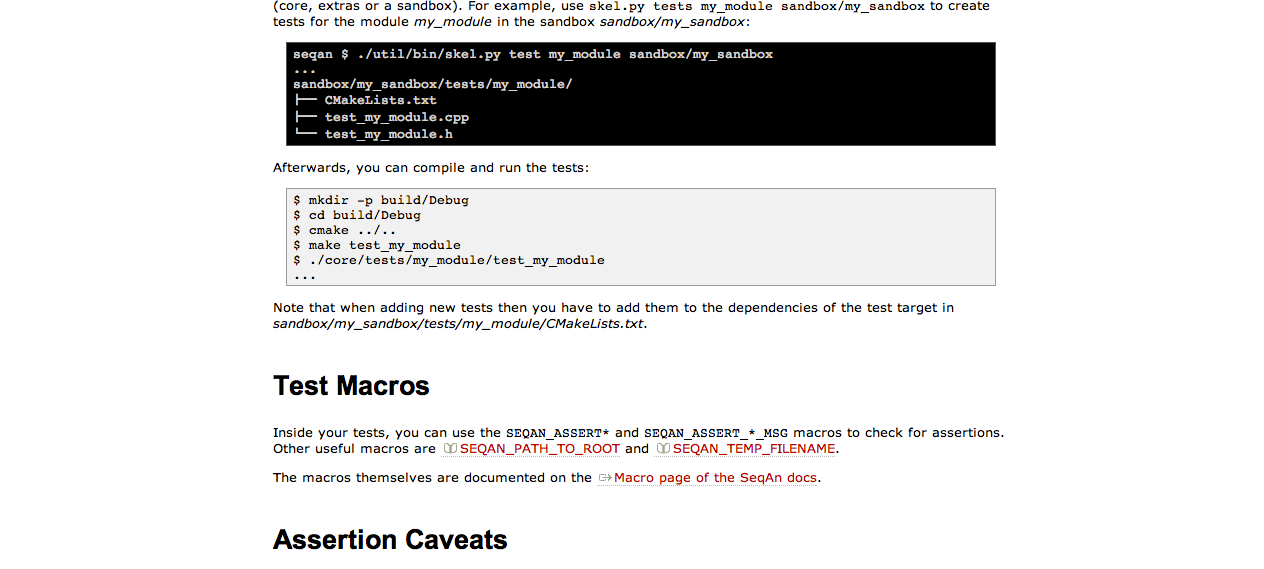 (core, extras or a sandbox). For example, use skel.py tests my_module sandbox/my_sandbox to create
tests for the module my_module in the sandbox sandbox/my_sandbox:
seqan $ ./util/bin/skel.py test my_module sandbox/my_sandbox
...
sandbox/my_sandbox/tests/my_module/
├── CMakeLists.txt
├── test_my_module.cpp
└── test_my_module.h
Afterwards, you can compile and run the tests:
$ mkdir -p build/Debug
$ cd build/Debug
$ cmake ../..
$ make test_my_module
$ ./core/tests/my_module/test_my_module
...
Note that when adding new tests then you have to add them to the dependencies of the test target in
sandbox/my_sandbox/tests/my_module/CMakeLists.txt.
Test Macros
Inside your tests, you can use the SEQAN_ASSERT* and SEQAN_ASSERT_*_MSG macros to check for assertions.
Other useful macros are SEQAN_PATH_TO_ROOT and SEQAN_TEMP_FILENAME.
The macros themselves are documented on the Macro page of the SeqAn docs.
Assertion Caveats